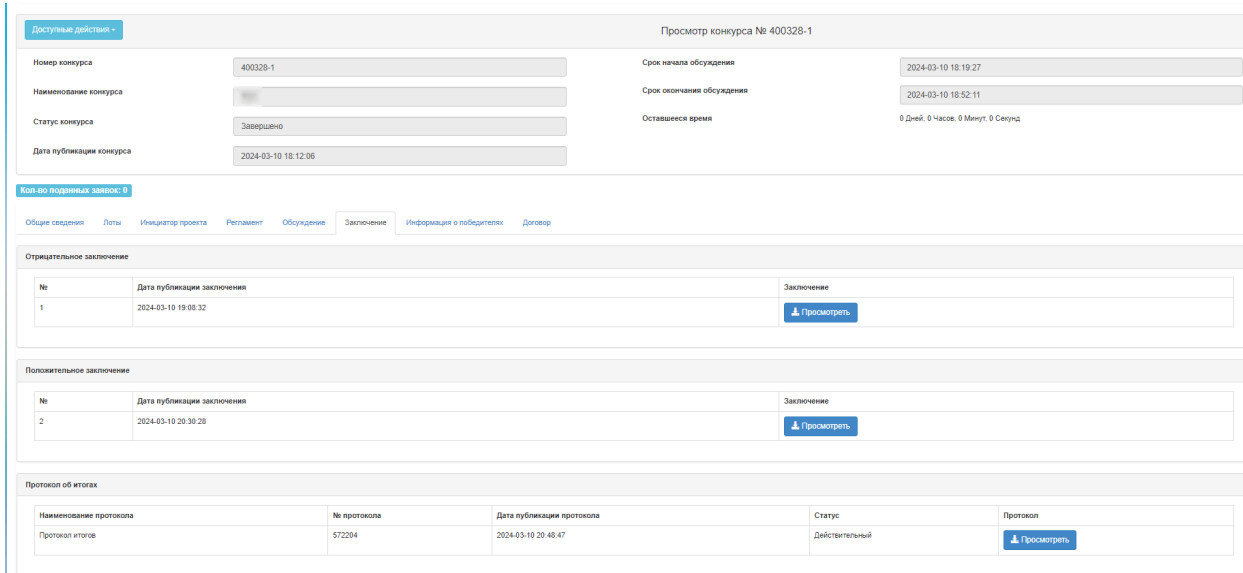 Доступные действия
Просмотр конкурса № 400328-1
Номер конкурса
400328-1
Срок начала обсуждения
2024-03-10 18:19:27
Наименование конкурса
Срок окончания обсуждения
2024-03-10 18:52:11
Статус конкурса
Завершено
Оставшееся время
0 Дней, 0 Часов, 0 Минут, 0 Секунд
Дата публикации конкурса
2024-03-10 18:12:06
Кол-во поданных заявок: 0
Общие сведения Лоты Инициатор проекта Регламент Обсуждение Заключение Информация о победителях Договор
Отрицательное заключение
№ Дата публикации заключения Заключение
1 2024-03-10 19:08:32 Просмотреть
Положительное заключение
№ Дата публикации заключения Заключение
2 2024-03-10 20:30:28 Просмотреть
Протокол об итогах
Наименование протокола № протокола Дата публикации протокола Статус Протокол
Протокол итогов 572204 2024-03-10 20:48:47 Действительный Просмотреть